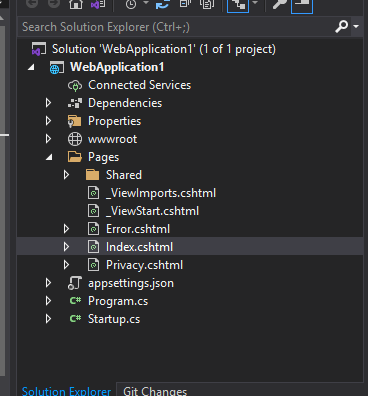 Search Solution Explorer (Ctrl+;)
Solution 'WebApplication1' (1 of 1 project)
WebApplication1
Connected Services
Dependencies
Properties
wwwroot
Pages
Shared
_ViewImports.cshtml
_ViewStart.cshtml
Error.cshtml
Index.cshtml
Privacy.cshtml
appsettings.json
C# Program.cs
C# Startup.cs
Solution Explorer Git Changes